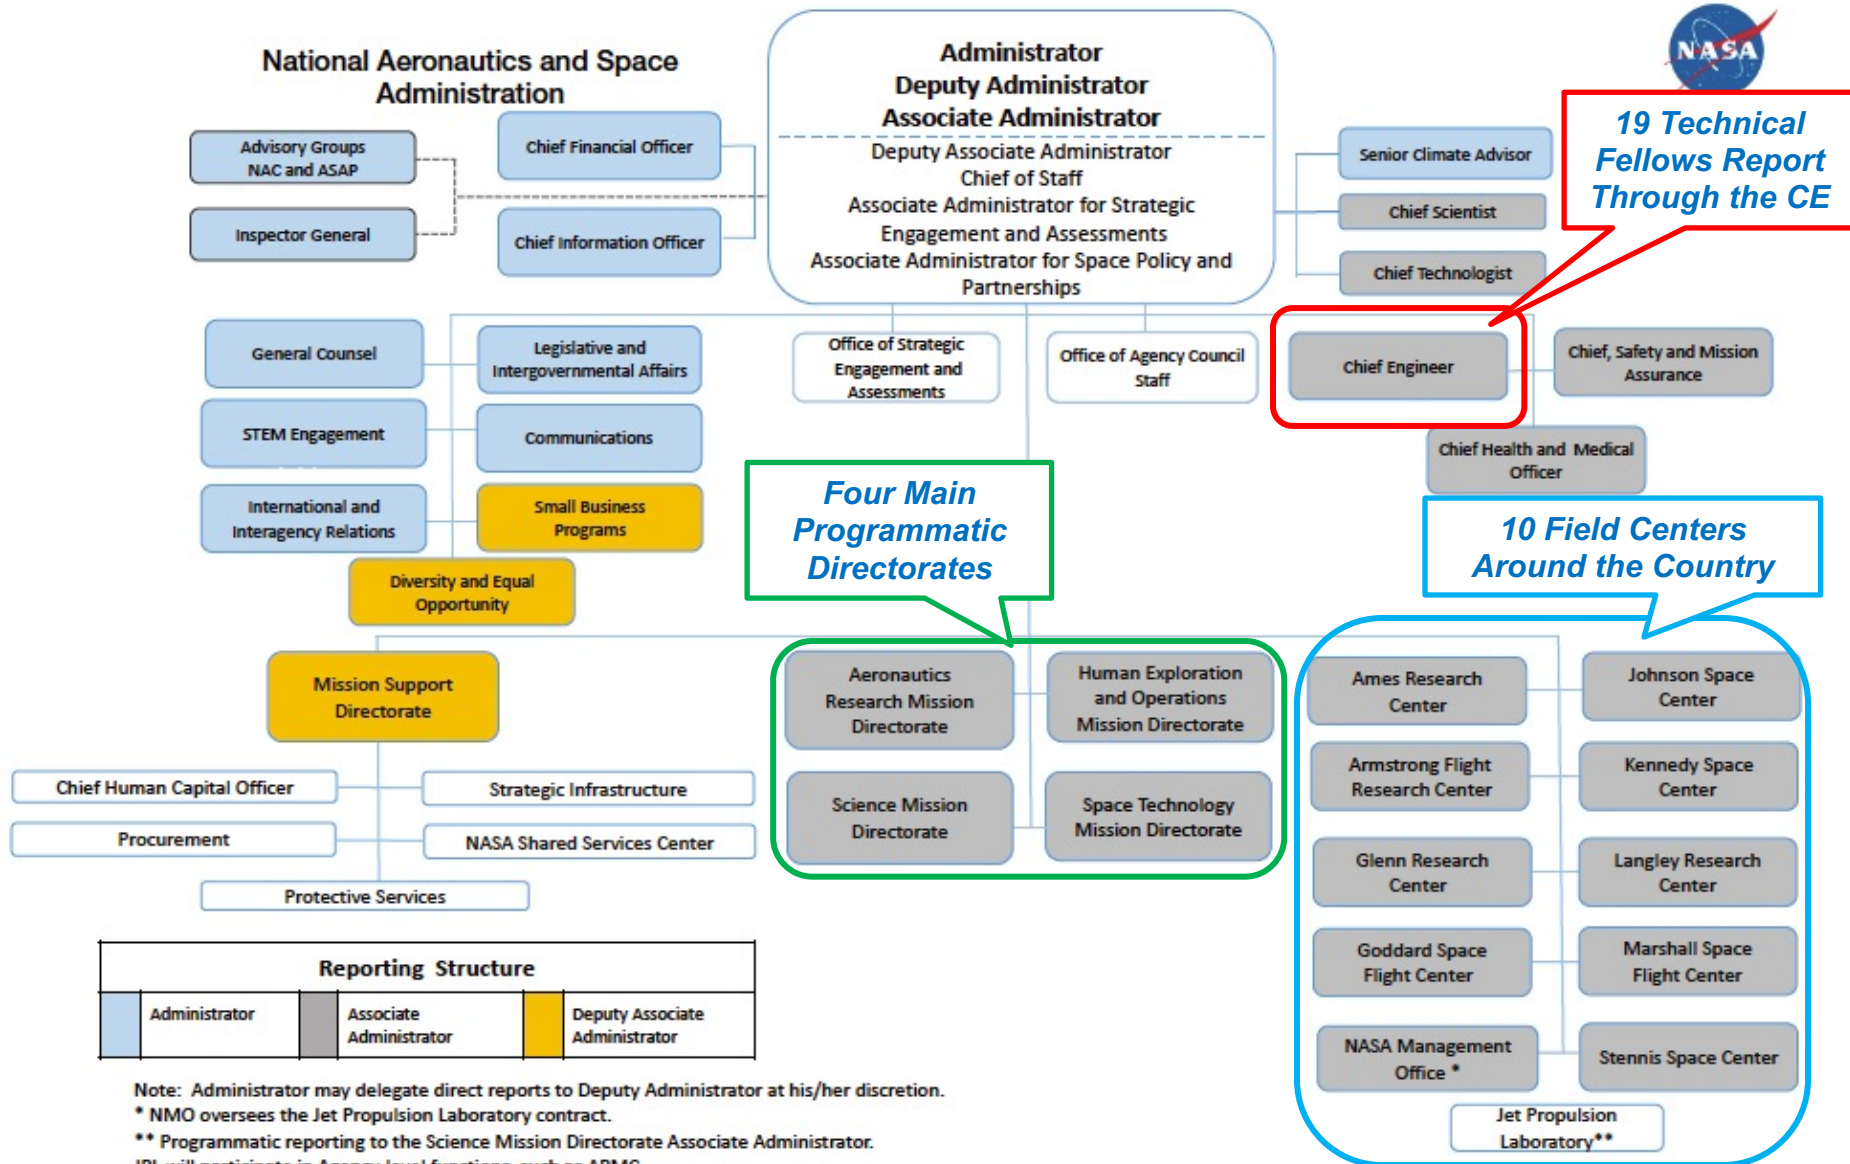 National Aeronautics and Space
Administration
Administrator
Deputy Administrator
Associate Administrator
Deputy Associate Administrator
Chief of Staff
Associate Administrator for Strategic
Engagement and Assessments
Associate Administrator for Space Policy and
Partnerships
NASA
19 Technical
Fellows Report
Through the CE
Advisory Groups
NAC and ASAP
Inspector General
Chief Financial Officer
Chief Information Officer
Senior Climate Advisor
Chief Scientist
Chief Technologist
General Counsel
Legislative and
Intergovernmental Affairs
STEM Engagement
Communications
International and
Interagency Relations
Small Business
Programs
Diversity and Equal
Opportunity
Office of Strategic
Engagement and
Assessments
Office of Agency Council
Staff
Chief Engineer
Chief, Safety and Mission
Assurance
Chief Health and Medical
Officer
Four Main
Programmatic
Directorates
10 Field Centers
Around the Country
Mission Support
Directorate
Chief Human Capital Officer
Strategic Infrastructure
Procurement
NASA Shared Services Center
Protective Services
Aeronautics
Research Mission
Directorate
Human Exploration
and Operations
Mission Directorate
Science Mission
Directorate
Space Technology
Mission Directorate
Ames Research
Center
Johnson Space
Center
Armstrong Flight
Research Center
Kennedy Space
Center
Glenn Research
Center
Langley Research
Center
Goddard Space
Flight Center
Marshall Space
Flight Center
NASA Management
Office *
Stennis Space Center
Jet Propulsion
Laboratory**
Reporting Structure
Administrator
Associate
Administrator
Deputy Associate
Administrator
Note: Administrator may delegate direct reports to Deputy Administrator at his/her discretion.
* NMO oversees the Jet Propulsion Laboratory contract.
** Programmatic reporting to the Science Mission Directorate Associate Administrator.
JPL will participate in Agency level functions, such as APMC.